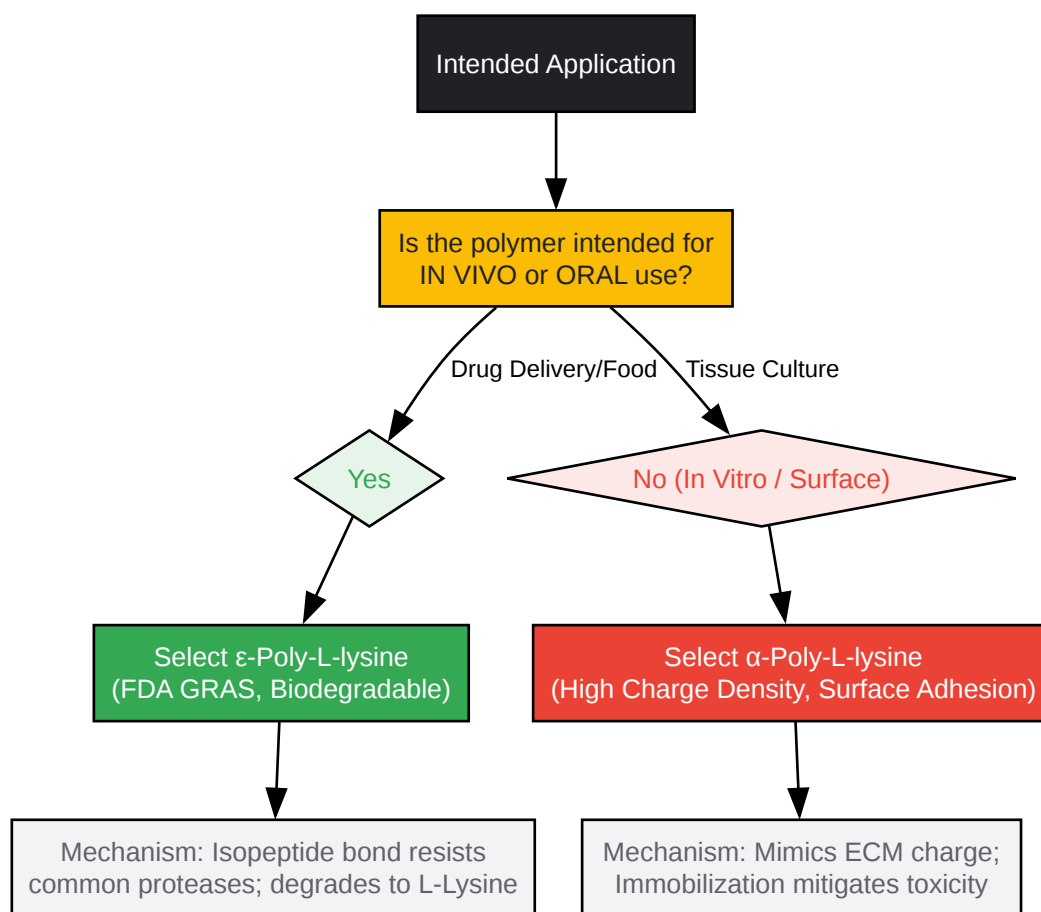 Intended Application
Is the polymer intended for
IN VIVO or ORAL use?
Drug Delivery/Food
Tissue Culture
Yes
No (In Vitro / Surface)
Select ε-Poly-L-lysine
(FDA GRAS, Biodegradable)
Select α-Poly-L-lysine
(High Charge Density, Surface Adhesion)
Mechanism: Isopeptide bond resists
common proteases; degrades to L-Lysine
Mechanism: Mimics ECM charge;
Immobilization mitigates toxicity